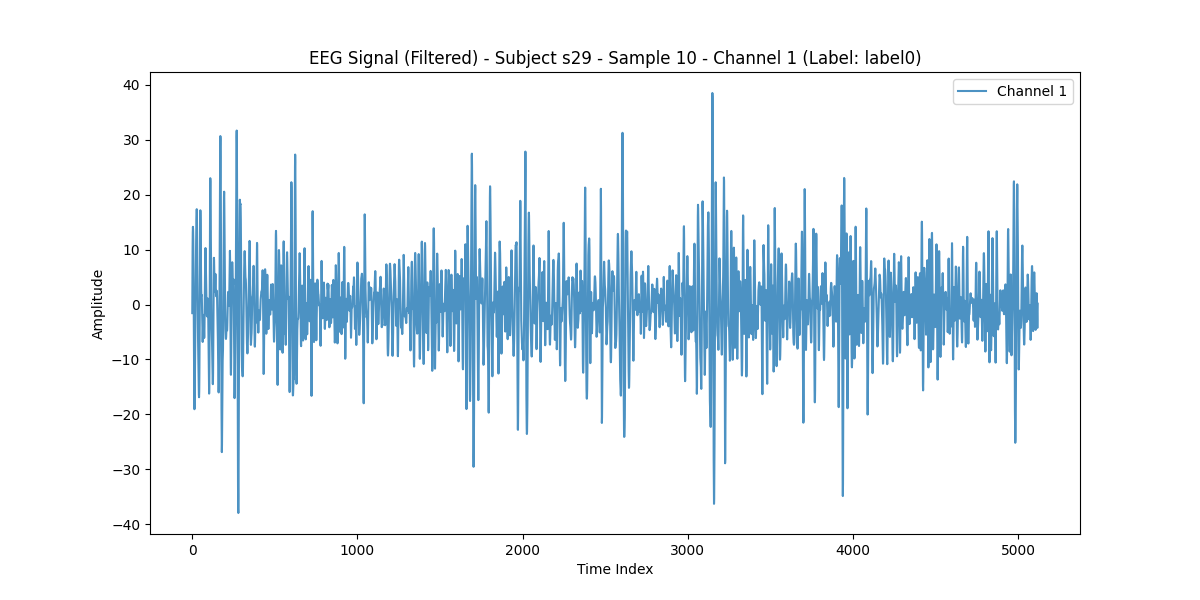 EEG Signal (Filtered) - Subject s29 - Sample 10 - Channel 1 (Label: label0)
Channel 1
40
30
20
10
0
−10
−20
−30
−40
Amplitude
0 1000 2000 3000 4000 5000
Time Index